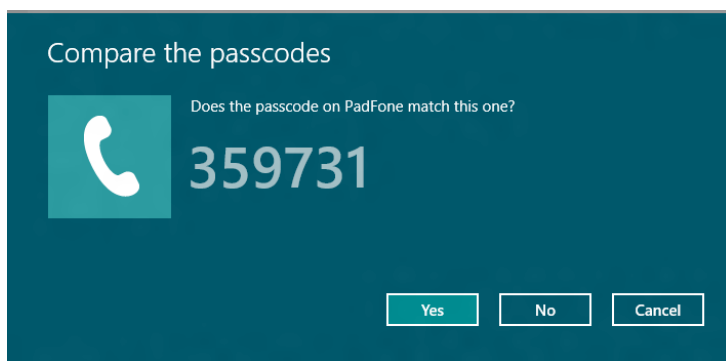 Compare the passcodes
Does the passcode on PadFone match this one?
359731
Yes No Cancel